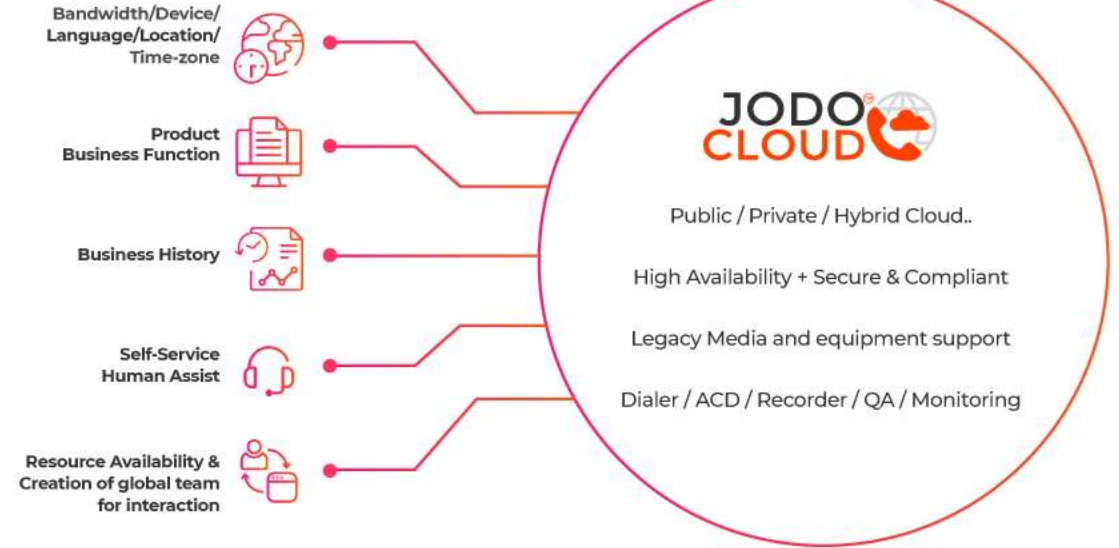 Bandwidth/Device/
Language/Location/
Time-zone
Product
Business Function
Business History
Self-Service
Human Assist
Resource Availability &
Creation of global team
for interaction
JODO
CLOUD
Public / Private / Hybrid Cloud..
High Availability + Secure & Compliant
Legacy Media and equipment support
Dialer / ACD / Recorder / QA / Monitoring